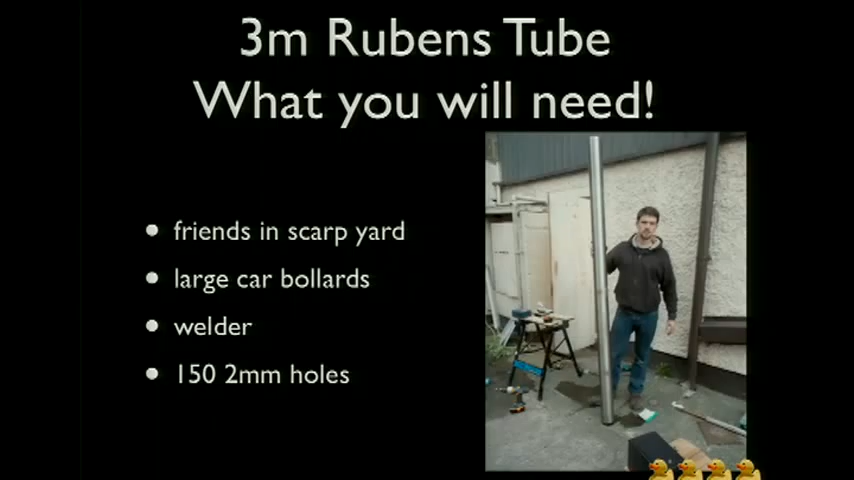 3m Rubens Tube
What you will need!
• friends in scarp yard
• large car bollards
• welder
• 150 2mm holes